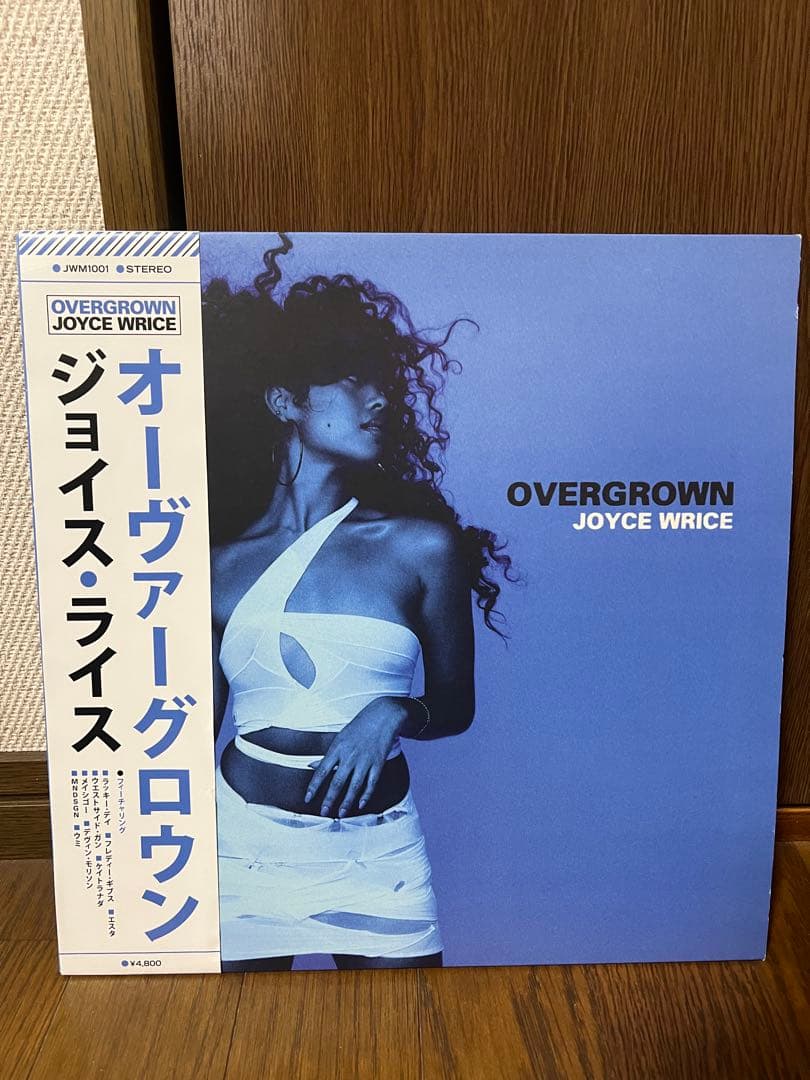 JWM1001 ●STEREO
OVERGROWN
JOYCE WRICE
オーヴァーグロウン
ジョイス・ライス
●フィーチャリング
■ラッキー・デイ ■フレディー・ギブス ■エスタ
■ウエストサイド・ガン ■ケイトラナダ
■メイシゴー ■デヴィン・モリソン
■MNDSGN ■ウミ
●¥4,800
OVERGROWN
JOYCE WRICE